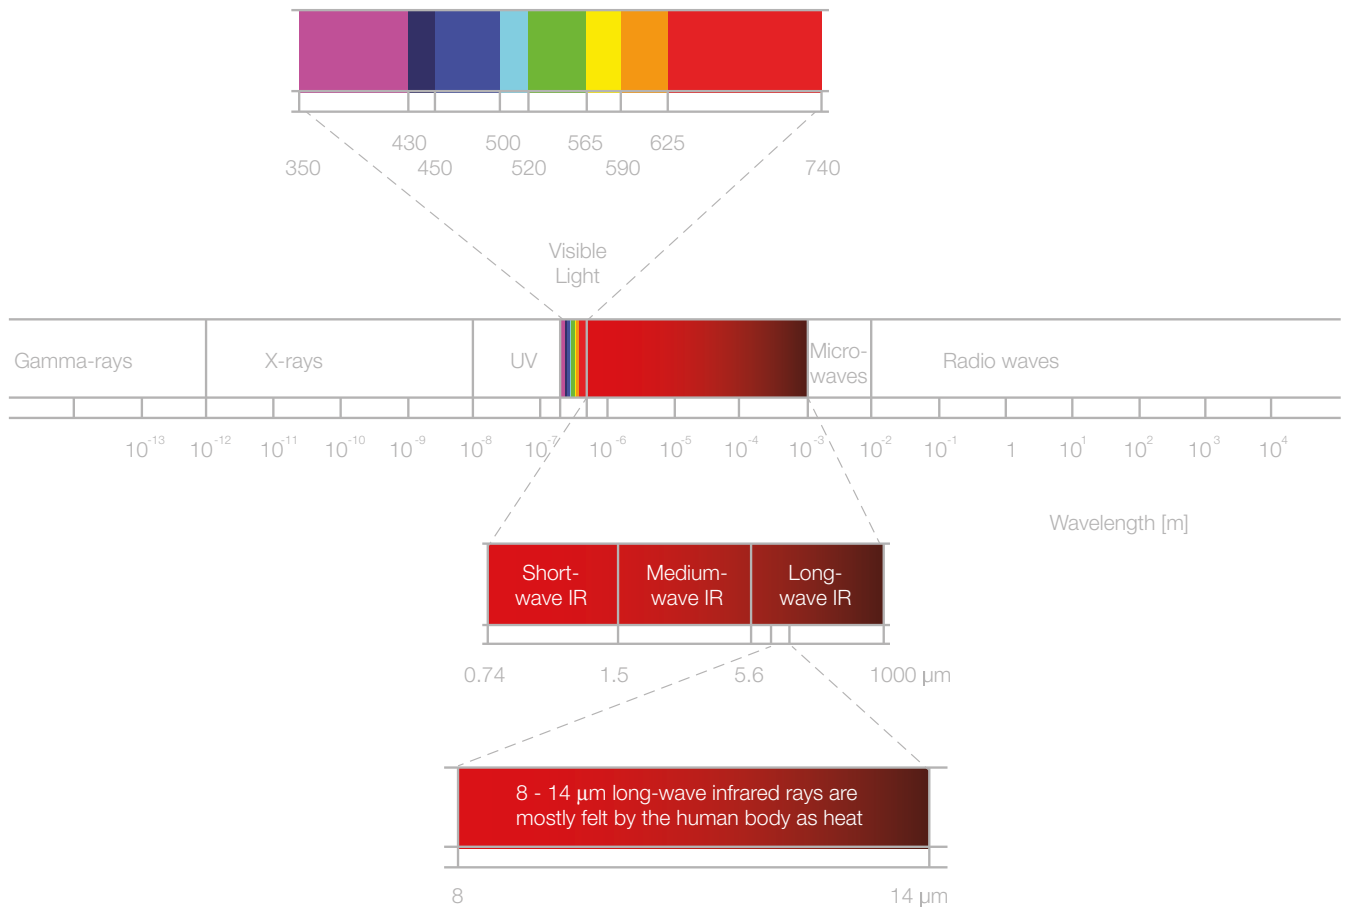 430 500 565 625
350 450 520 590 740
Visible
Light
Gamma-rays X-rays UV Micro-
waves Radio waves
10⁻¹³ 10⁻¹² 10⁻¹¹ 10⁻¹⁰ 10⁻⁹ 10⁻⁸ 10⁻⁷ 10⁻⁶ 10⁻⁵ 10⁻⁴ 10⁻³ 10⁻² 10⁻¹ 1 10¹ 10² 10³ 10⁴
Wavelength [m]
Short-
wave IR
Medium-
wave IR
Long-
wave IR
0.74 1.5 5.6 1000 µm
8 - 14 µm long-wave infrared rays are
mostly felt by the human body as heat
8 14 µm